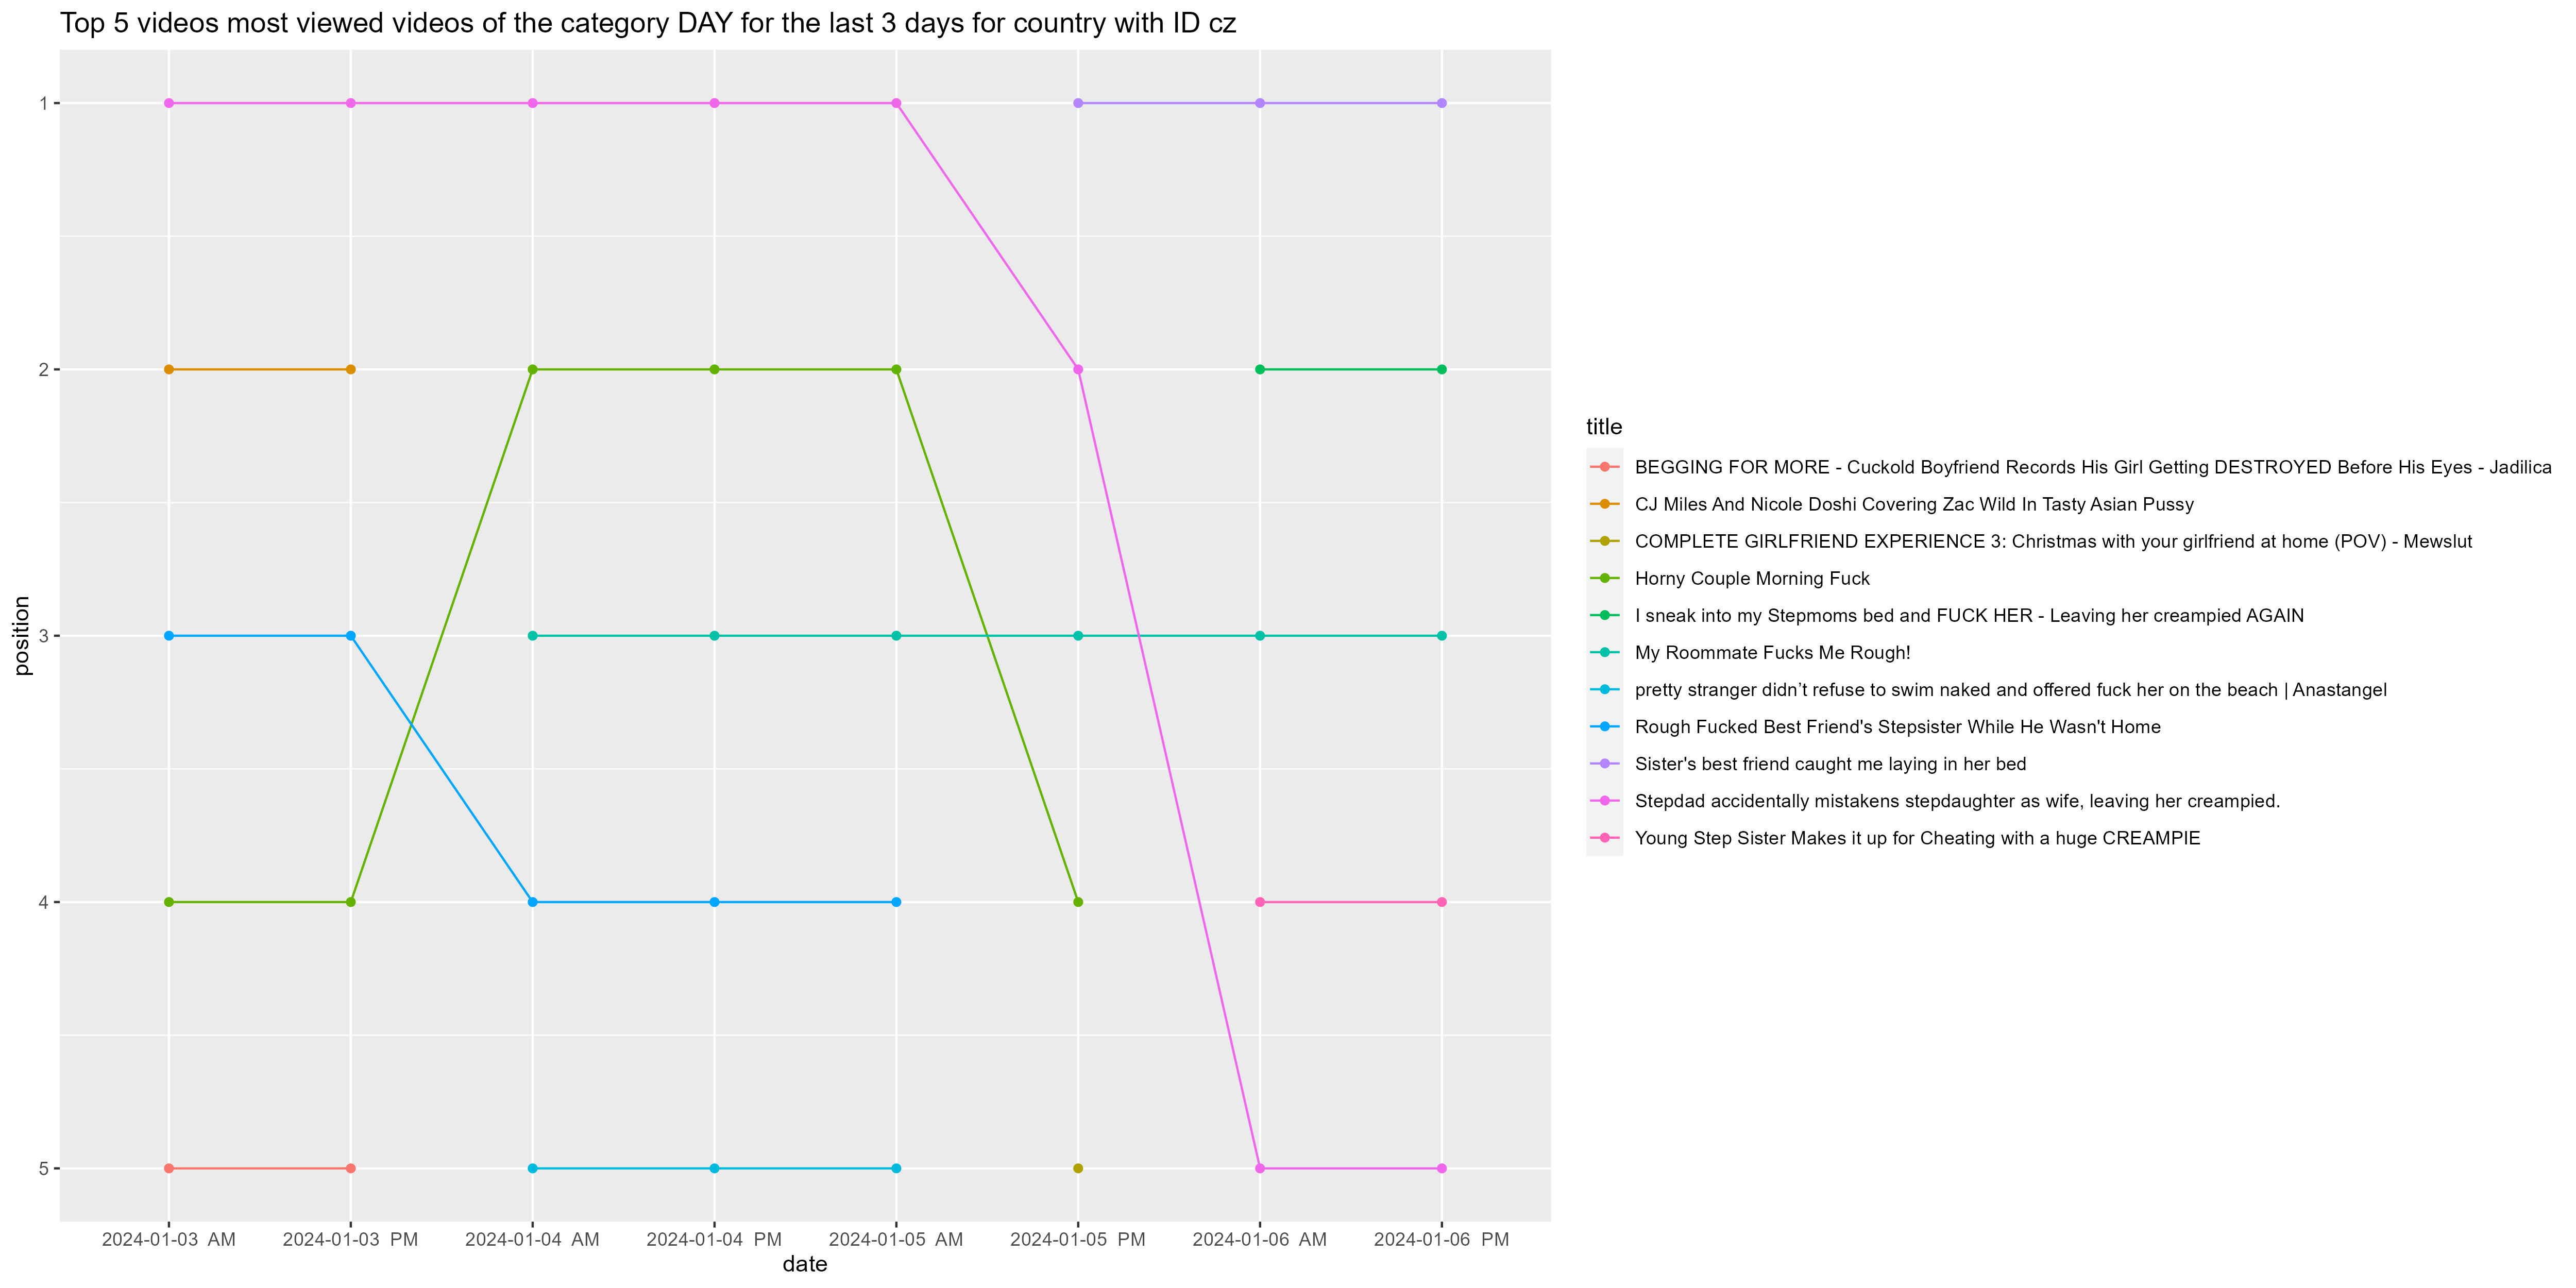 Top 5 videos most viewed videos of the category DAY for the last 3 days for country with ID cz
position
1
2
3
4
5
2024-01-03 AM
2024-01-03 PM
2024-01-04 AM
2024-01-04 PM
2024-01-05 AM
2024-01-05 PM
2024-01-06 AM
2024-01-06 PM
date
title
BEGGING FOR MORE - Cuckold Boyfriend Records His Girl Getting DESTROYED Before His Eyes - Jadilica
CJ Miles And Nicole Doshi Covering Zac Wild In Tasty Asian Pussy
COMPLETE GIRLFRIEND EXPERIENCE 3: Christmas with your girlfriend at home (POV) - Mewslut
Horny Couple Morning Fuck
I sneak into my Stepmoms bed and FUCK HER - Leaving her creampied AGAIN
My Roommate Fucks Me Rough!
pretty stranger didn’t refuse to swim naked and offered fuck her on the beach | Anastangel
Rough Fucked Best Friend's Stepsister While He Wasn't Home
Sister's best friend caught me laying in her bed
Stepdad accidentally mistakens stepdaughter as wife, leaving her creampied.
Young Step Sister Makes it up for Cheating with a huge CREAMPIE